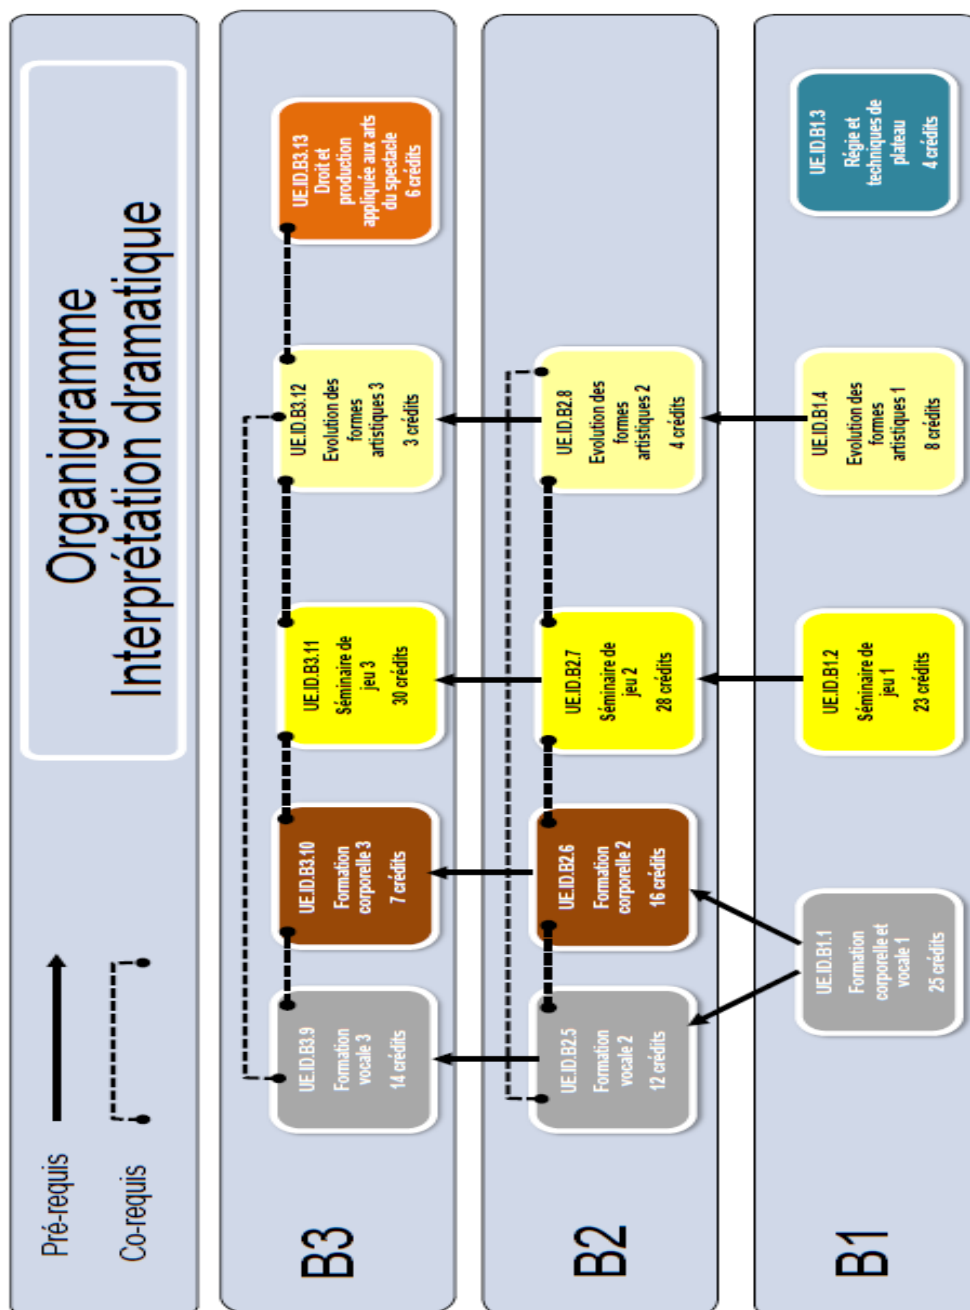 Organigramme
Interprétation dramatique
Pré-requis
Co-requis
B3
UE.ID.B3.9
Formation
vocale 3
14 crédits
UE.ID.B3.10
Formation
corporelle 3
7 crédits
UE.ID.B3.11
Séminaire de
jeu 3
30 crédits
UE.ID.B3.12
Evolution des
formes
artistiques 3
3 crédits
UE.ID.B3.13
Droit et
production
appliquée aux arts
du spectacle
6 crédits
B2
UE.ID.B2.5
Formation
vocale 2
12 crédits
UE.ID.B2.6
Formation
corporelle 2
16 crédits
UE.ID.B2.7
Séminaire de
jeu 2
28 crédits
UE.ID.B2.8
Evolution des
formes
artistiques 2
4 crédits
B1
UE.ID.B1.1
Formation
corporelle et
vocale 1
25 crédits
UE.ID.B1.2
Séminaire de
jeu 1
23 crédits
UE.ID.B1.4
Evolution des
formes
artistiques 1
8 crédits
UE.ID.B1.3
Régie et
techniques de
plateau
4 crédits